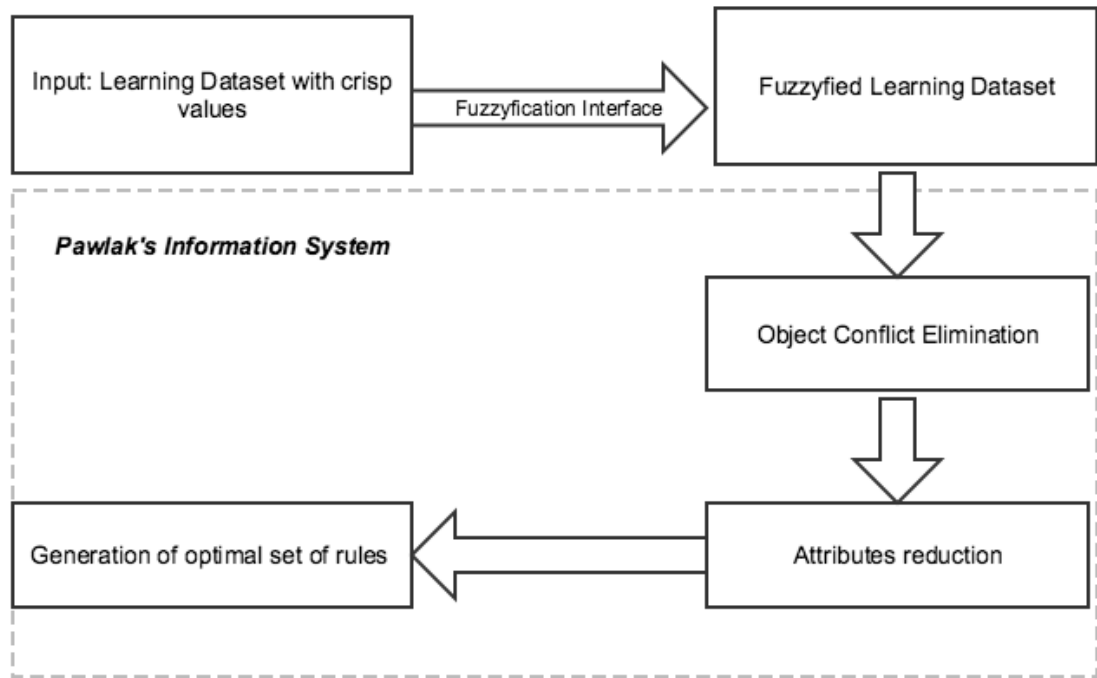 Input: Learning Dataset with crisp
values
Fuzzyfication Interface
Fuzzyfied Learning Dataset
Pawlak's Information System
Object Conflict Elimination
Attributes reduction
Generation of optimal set of rules